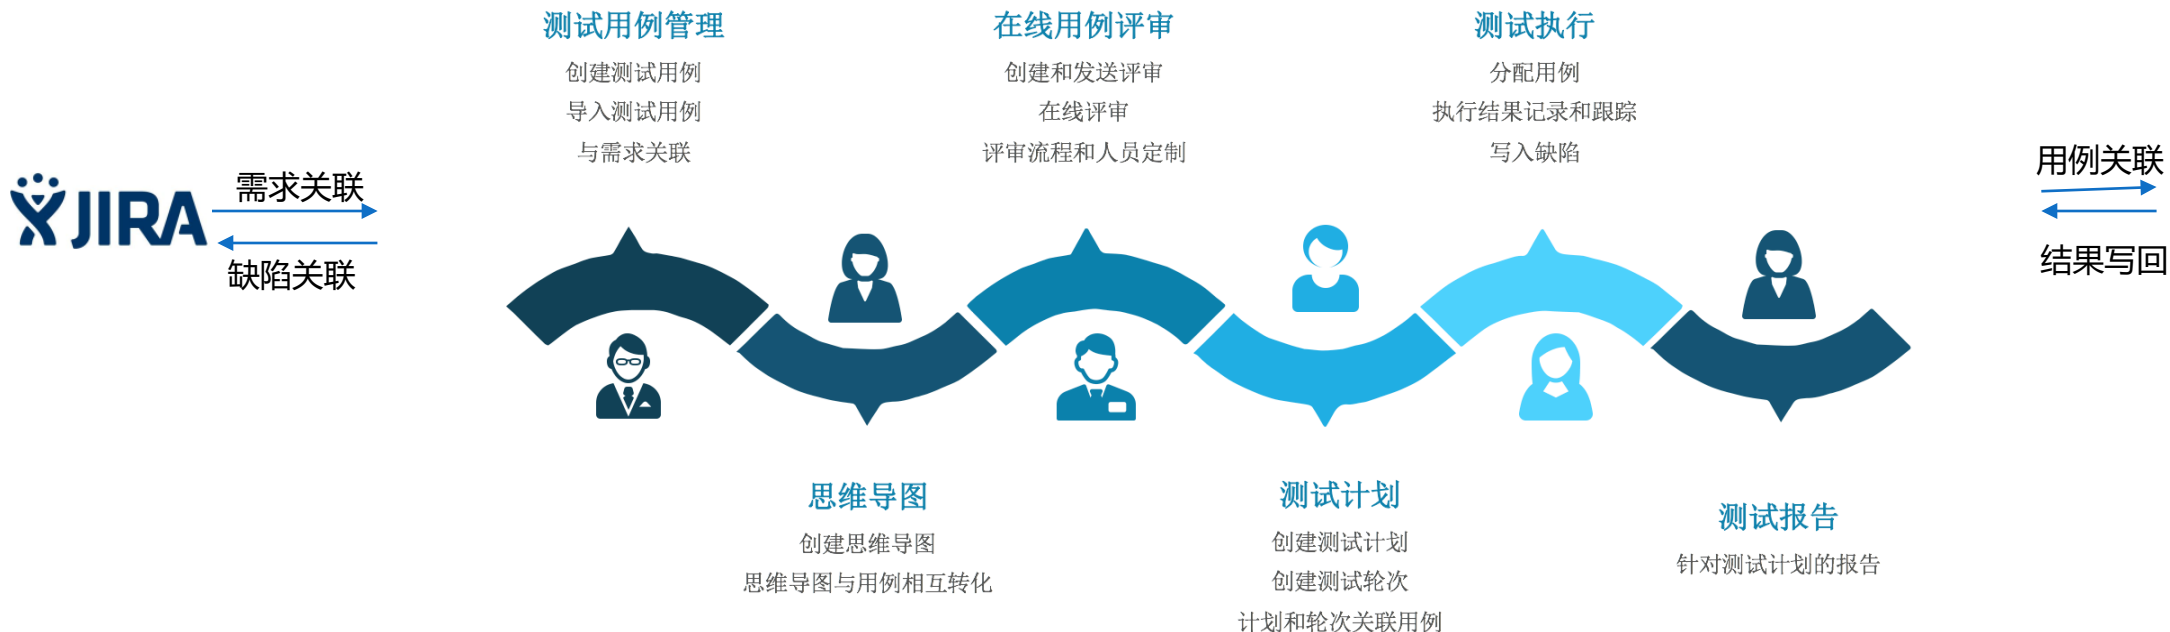 JIRA
需求关联
缺陷关联
测试用例管理
创建测试用例
导入测试用例
与需求关联
思维导图
创建思维导图
思维导图与用例相互转化
在线用例评审
创建和发送评审
在线评审
评审流程和人员定制
测试计划
创建测试计划
创建测试轮次
计划和轮次关联用例
测试执行
分配用例
执行结果记录和跟踪
写入缺陷
测试报告
针对测试计划的报告
用例关联
结果写回